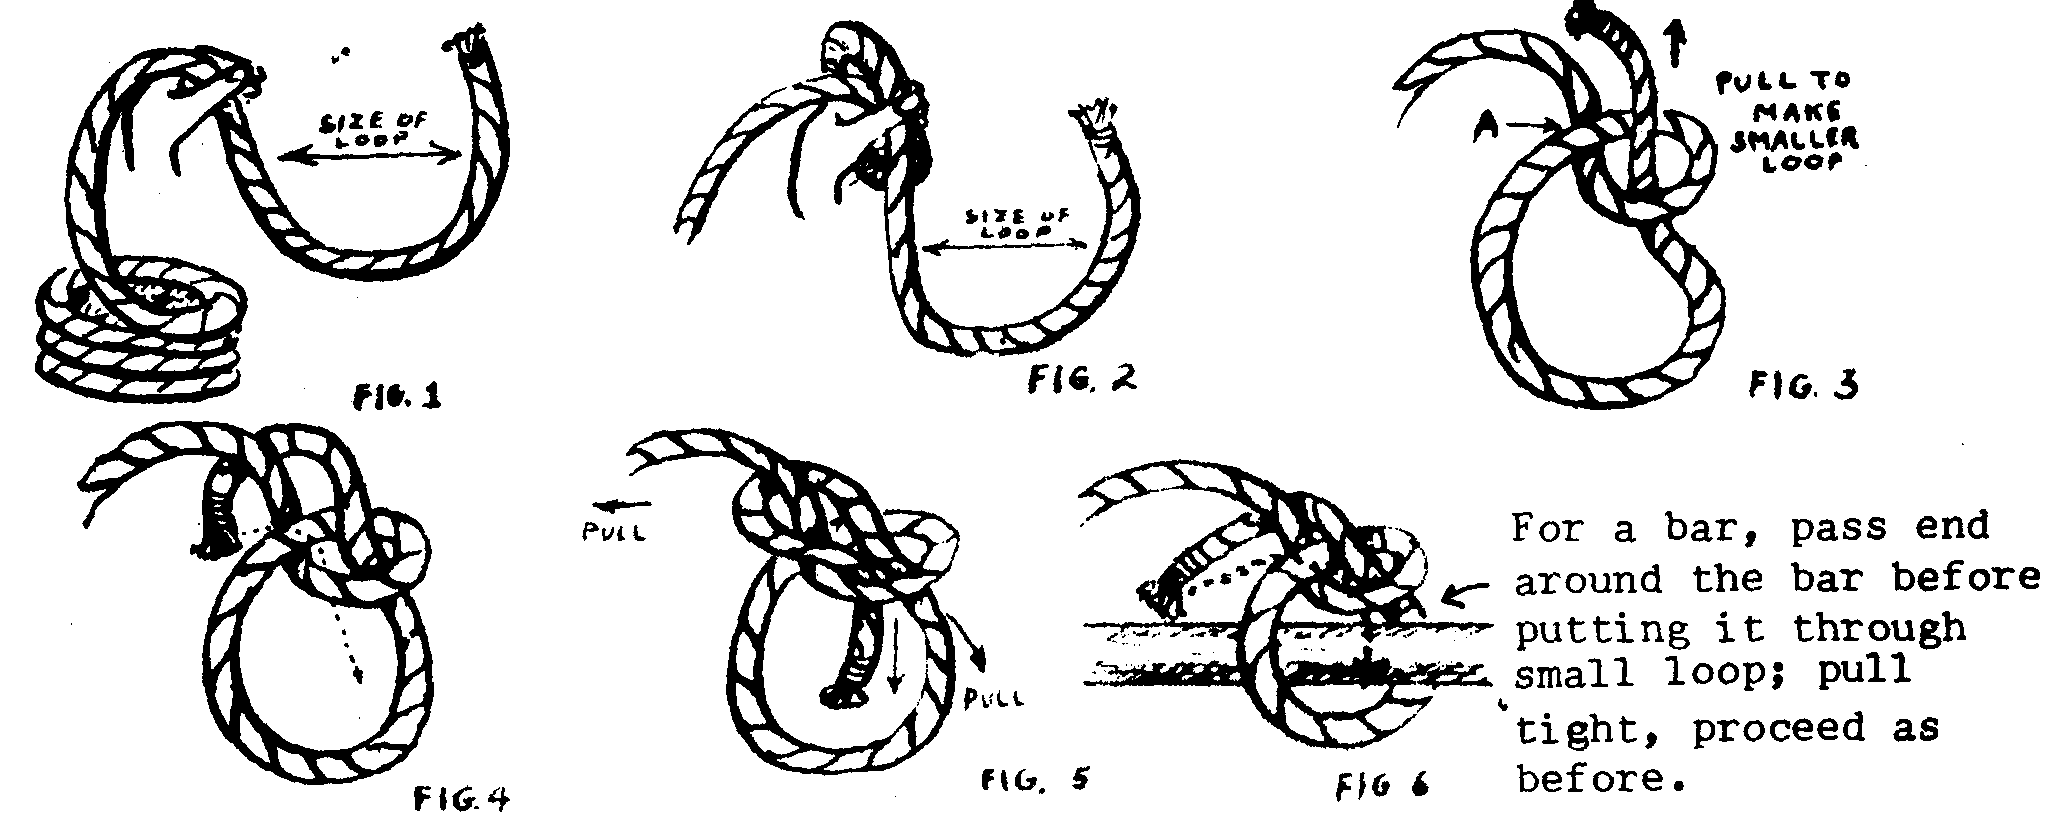 SIZE OF
LOOP
FIG. 1
SIZE OF
LOOP
FIG. 2
A
PULL TO
MAKE
SMALLER
LOOP
FIG. 3
FIG. 4
PULL
PULL
FIG. 5
FIG 6
For a bar, pass end
around the bar before
putting it through
small loop; pull
tight, proceed as
before.